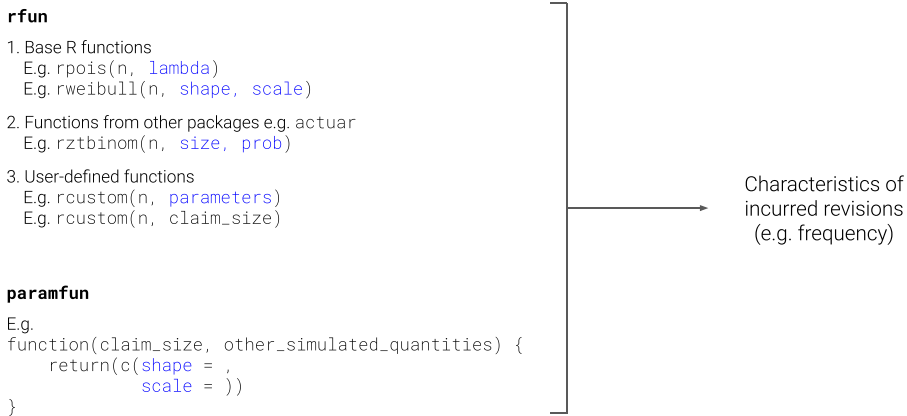 rfun
1. Base R functions
E.g. rpois(n, lambda)
E.g. rweibull(n, shape, scale)
2. Functions from other packages e.g. actuar
E.g. rztbinom(n, size, prob)
3. User-defined functions
E.g. rcustom(n, parameters)
E.g. rcustom(n, claim_size)
paramfun
E.g.
function(claim_size, other_simulated_quantities) {
return(c(shape = ,
scale = ))
}
Characteristics of
incurred revisions
(e.g. frequency)